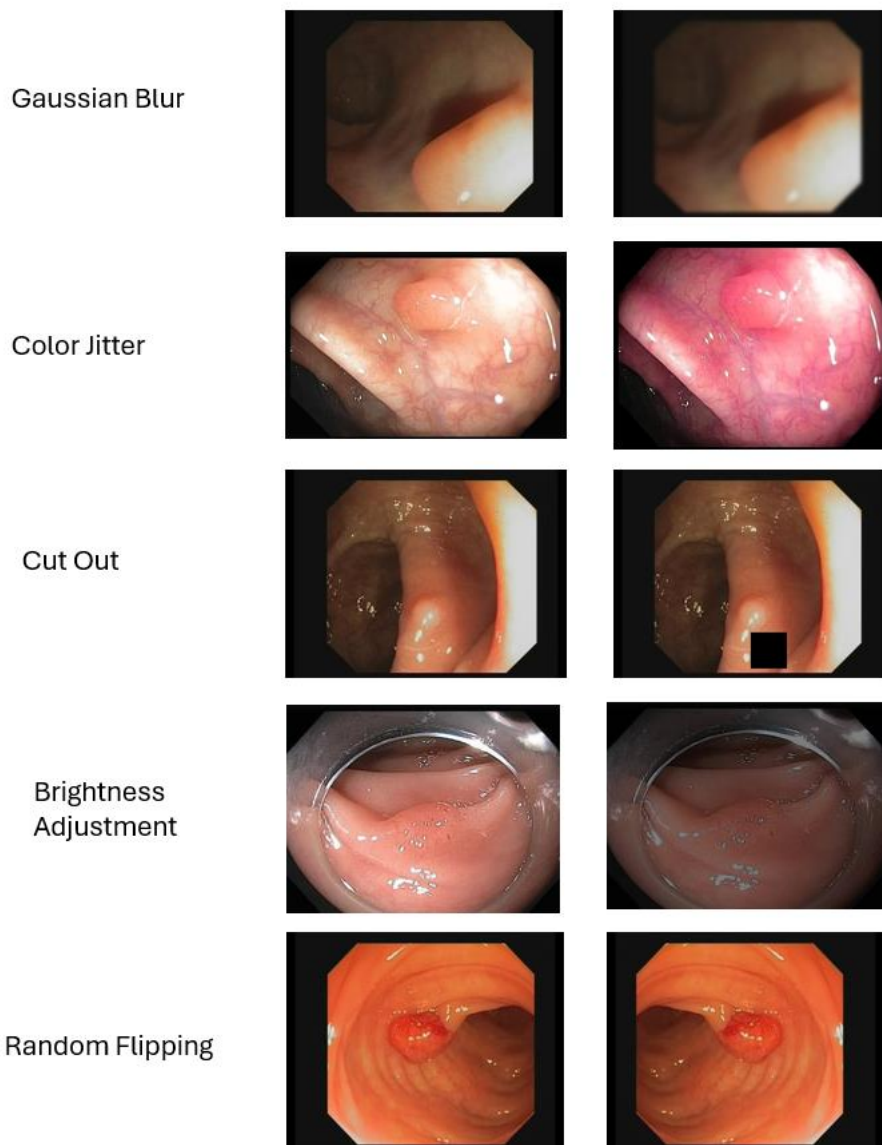 Gaussian Blur
Color Jitter
Cut Out
Brightness
Adjustment
Random Flipping